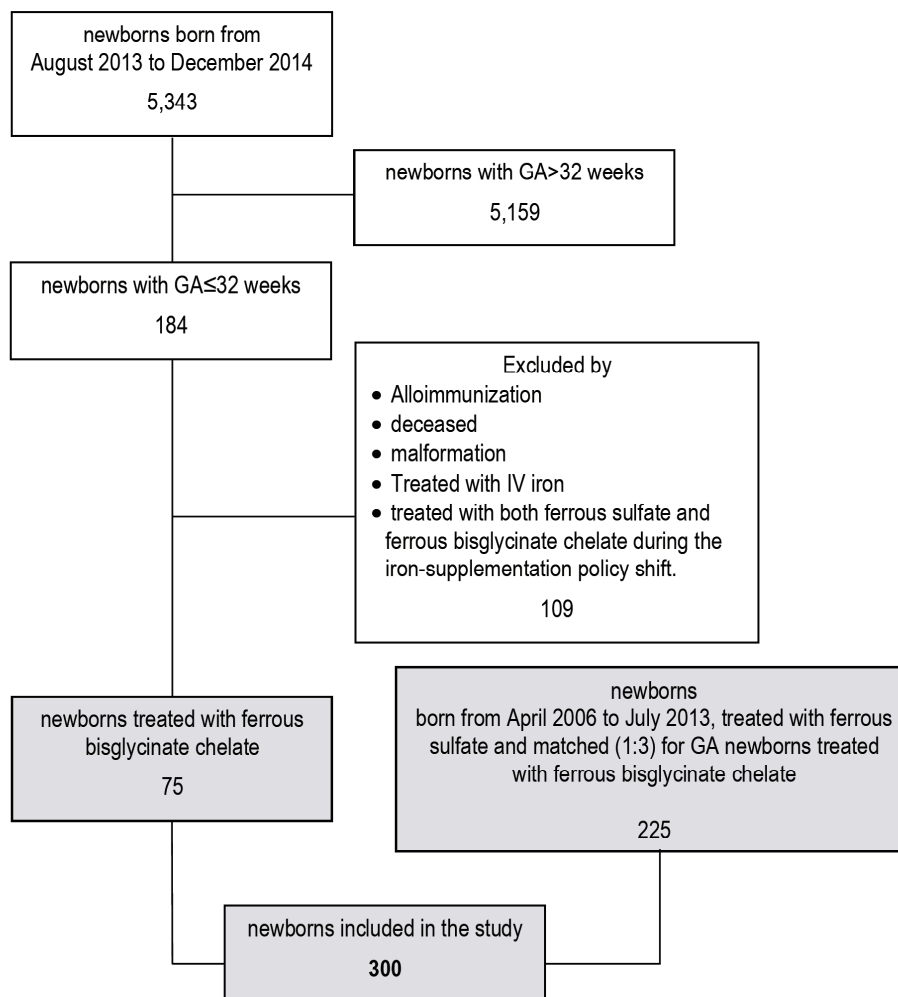 newborns born from
August 2013 to December 2014
5,343
newborns with GA>32 weeks
5,159
newborns with GA≤32 weeks
184
Excluded by
• Alloimmunization
• deceased
• malformation
• Treated with IV iron
• treated with both ferrous sulfate and
ferrous bisglycinate chelate during the
iron-supplementation policy shift.
109
newborns treated with ferrous
bisglycinate chelate
75
newborns
born from April 2006 to July 2013, treated with ferrous
sulfate and matched (1:3) for GA newborns treated
with ferrous bisglycinate chelate
225
newborns included in the study
300